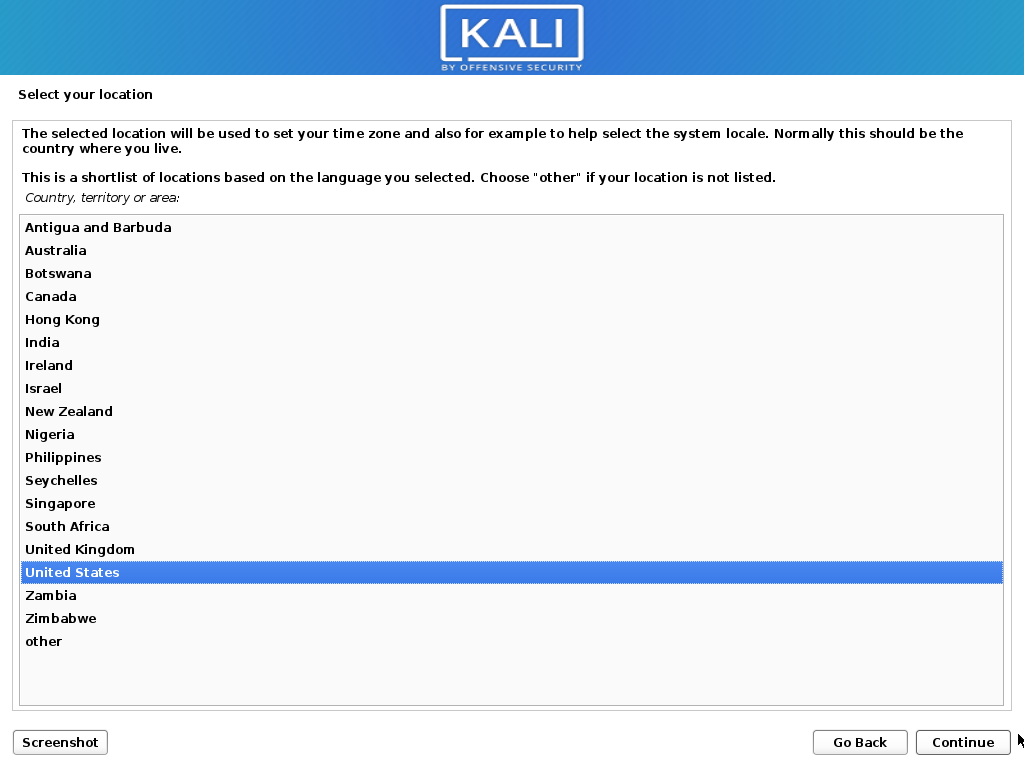 KALI
BY OFFENSIVE SECURITY
Select your location
The selected location will be used to set your time zone and also for example to help select the system locale. Normally this should be the
country where you live.
This is a shortlist of locations based on the language you selected. Choose "other" if your location is not listed.
Country, territory or area:
Antigua and Barbuda
Australia
Botswana
Canada
Hong Kong
India
Ireland
Israel
New Zealand
Nigeria
Philippines
Seychelles
Singapore
South Africa
United Kingdom
United States
Zambia
Zimbabwe
other
Screenshot
Go Back
Continue